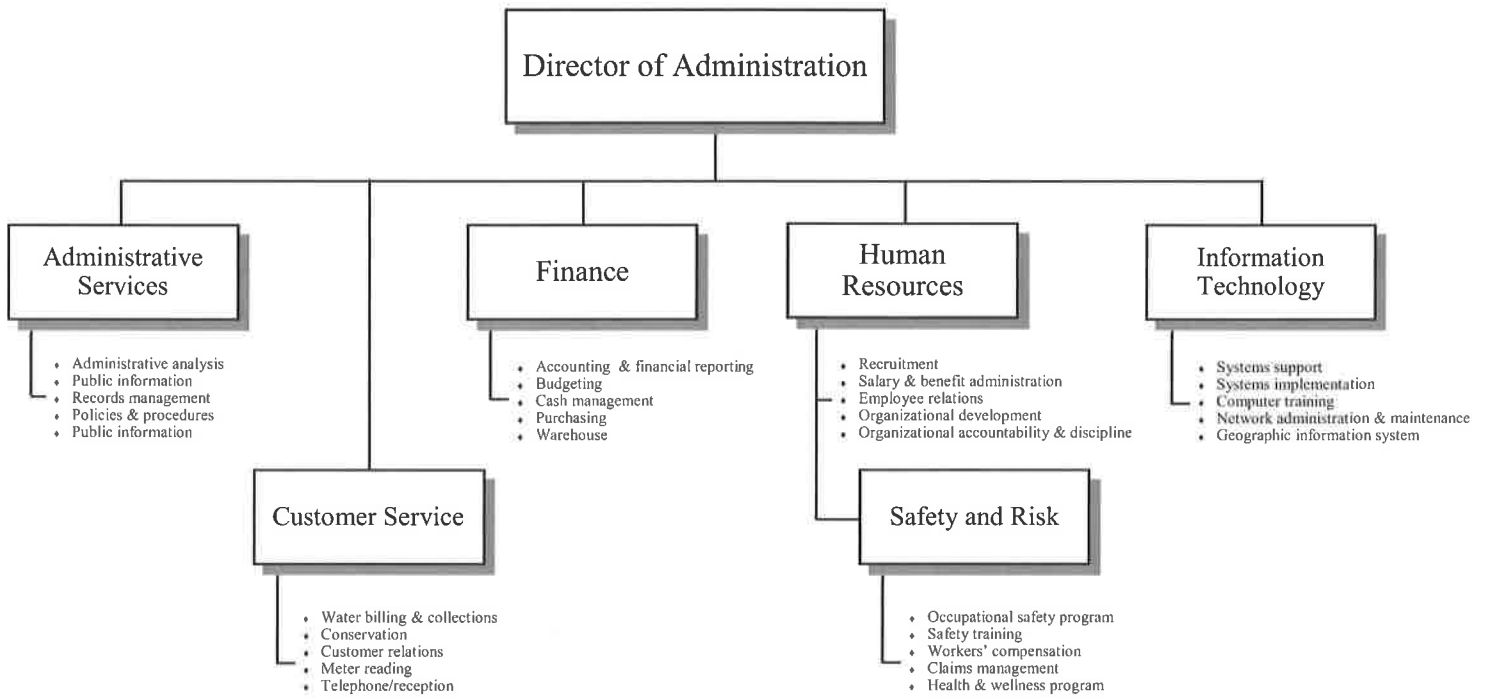 Director of Administration
Administrative
Services
Finance
Human
Resources
Information
Technology
⬧ Administrative analysis
⬧ Public information
⬧ Records management
⬧ Policies & procedures
⬧ Public information
⬧ Accounting & financial reporting
⬧ Budgeting
⬧ Cash management
⬧ Purchasing
⬧ Warehouse
⬧ Recruitment
⬧ Salary & benefit administration
⬧ Employee relations
⬧ Organizational development
⬧ Organizational accountability & discipline
⬧ Systems support
⬧ Systems implementation
⬧ Computer training
⬧ Network administration & maintenance
⬧ Geographic information system
Customer Service
Safety and Risk
⬧ Water billing & collections
⬧ Conservation
⬧ Customer relations
⬧ Meter reading
⬧ Telephone/reception
⬧ Occupational safety program
⬧ Safety training
⬧ Workers' compensation
⬧ Claims management
⬧ Health & wellness program